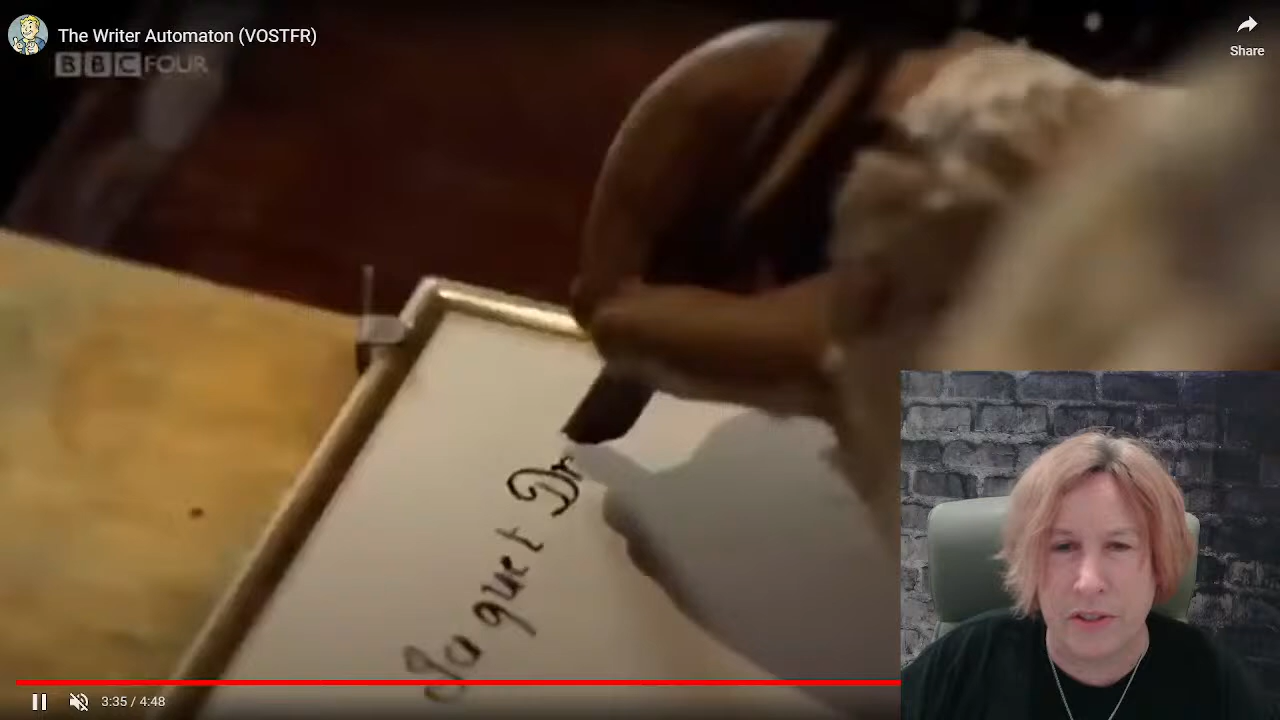 The Writer Automaton (VOSTFR)
Share
BBC FOUR
Jaquet Dr
3:35 / 4:48